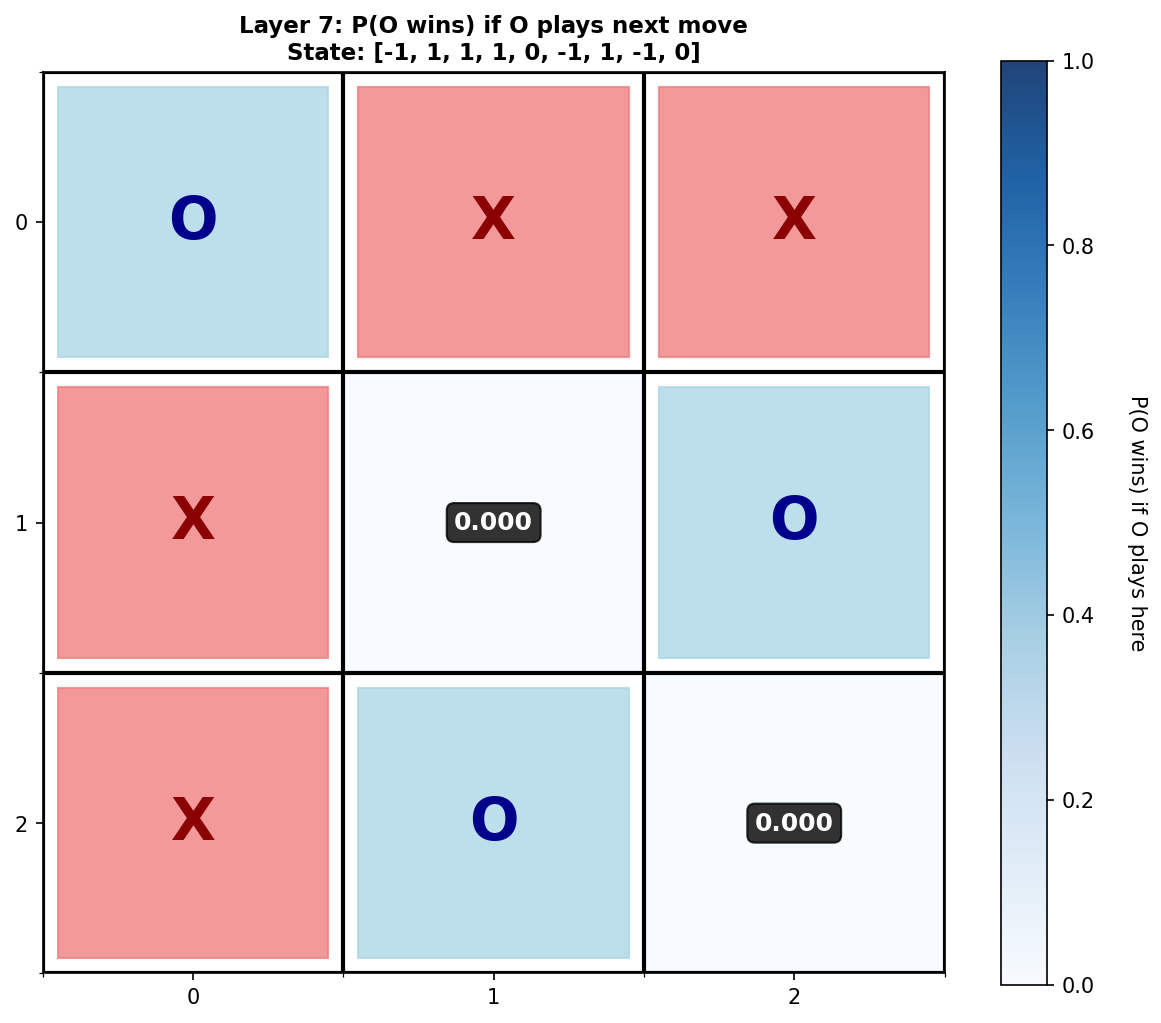 Layer 7: P(O wins) if O plays next move
State: [-1, 1, 1, 1, 0, -1, 1, -1, 0]
O X X
X 0.000 O
X O 0.000
0
1
2
0 1 2
1.0
0.8
0.6
0.4
0.2
0.0
P(O wins) if O plays here